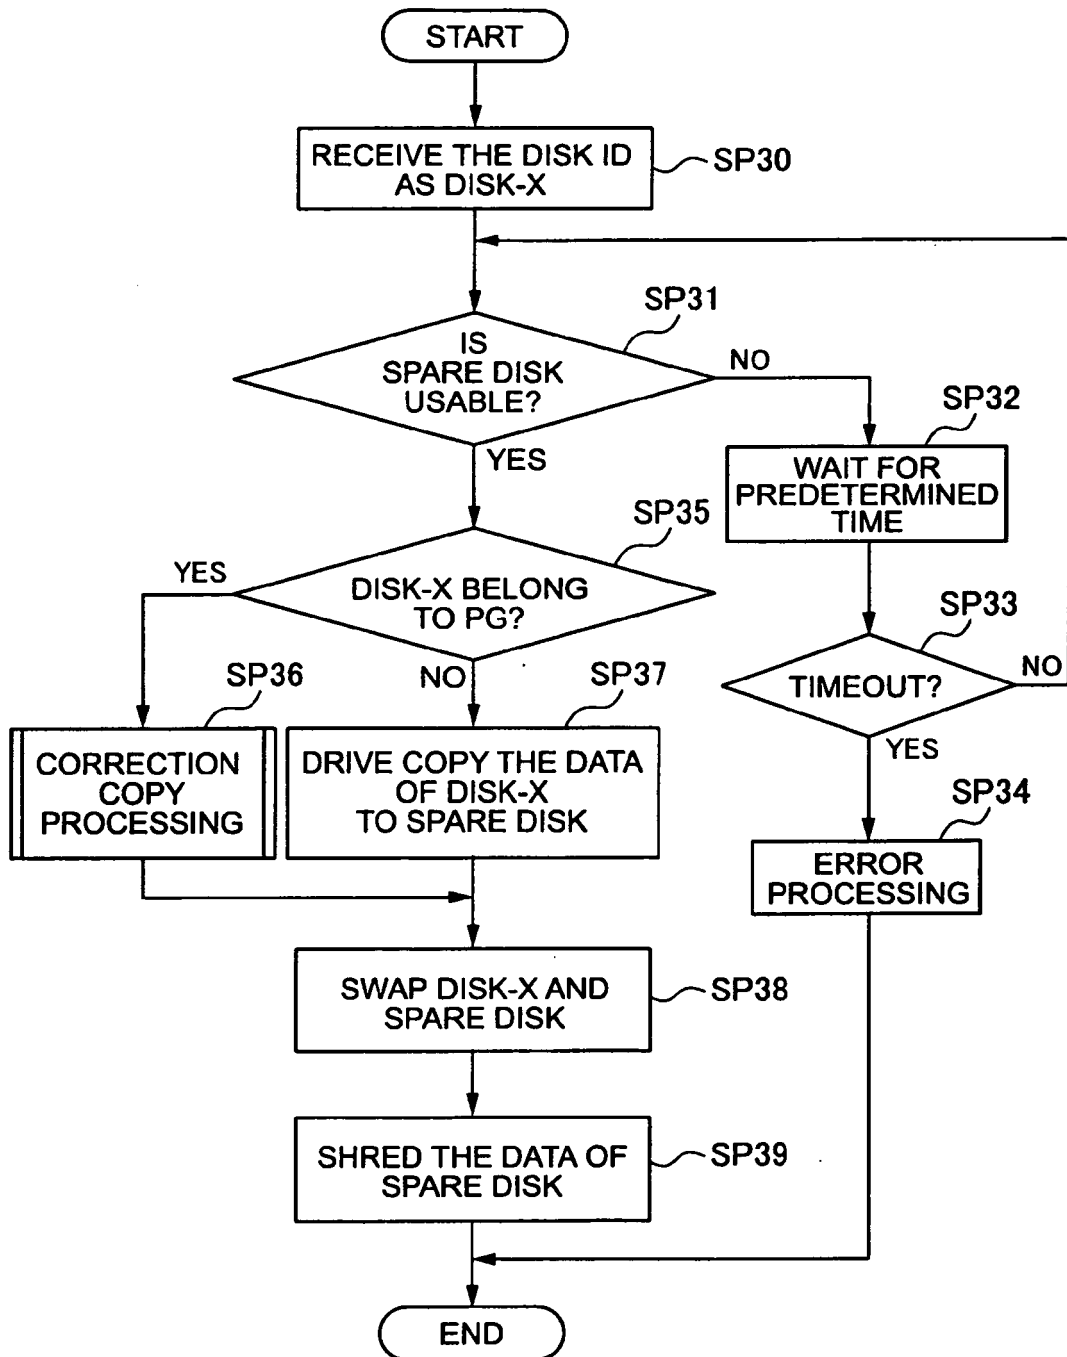 START
RECEIVE THE DISK ID
AS DISK-X
SP30
SP31
IS
SPARE DISK
USABLE?
NO
YES
SP32
WAIT FOR
PREDETERMINED
TIME
SP35
YES
DISK-X BELONG
TO PG?
NO
SP33
TIMEOUT?
NO
YES
SP36
CORRECTION
COPY
PROCESSING
SP37
DRIVE COPY THE DATA
OF DISK-X
TO SPARE DISK
SP34
ERROR
PROCESSING
SWAP DISK-X AND
SPARE DISK
SP38
SHRED THE DATA OF
SPARE DISK
SP39
END